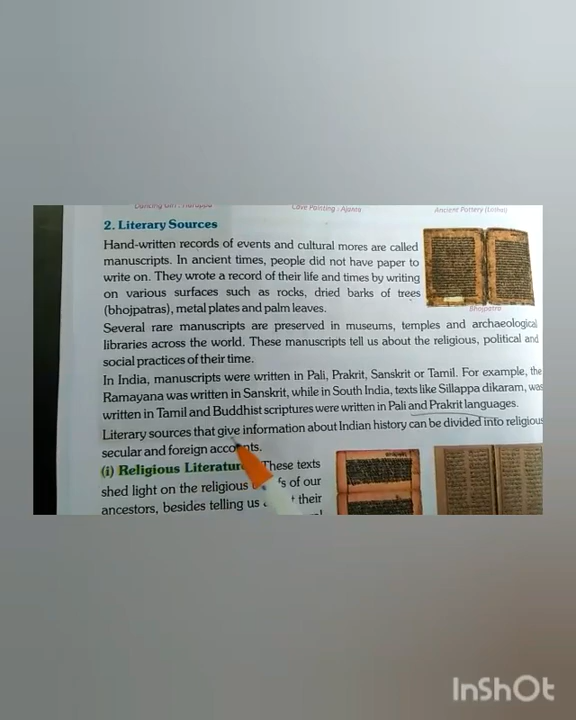 Cave Painting - Ajanta
Ancient Pottery (Lothal)
2. Literary Sources
Hand-written records of events and cultural mores are called
manuscripts. In ancient times, people did not have paper to
write on. They wrote a record of their life and times by writing
on various surfaces such as rocks, dried barks of trees
(bhojpatras), metal plates and palm leaves.
Bhojpatra
Several rare manuscripts are preserved in museums, temples and archaeological
libraries across the world. These manuscripts tell us about the religious, political and
social practices of their time.
In India, manuscripts were written in Pali, Prakrit, Sanskrit or Tamil. For example, the
Ramayana was written in Sanskrit, while in South India, texts like Sillappa dikaram, was
written in Tamil and Buddhist scriptures were written in Pali and Prakrit languages.
Literary sources that give information about Indian history can be divided into religious
secular and foreign accounts.
(i) Religious Literature These texts
shed light on the religious of our
ancestors, besides telling us their
InShOt